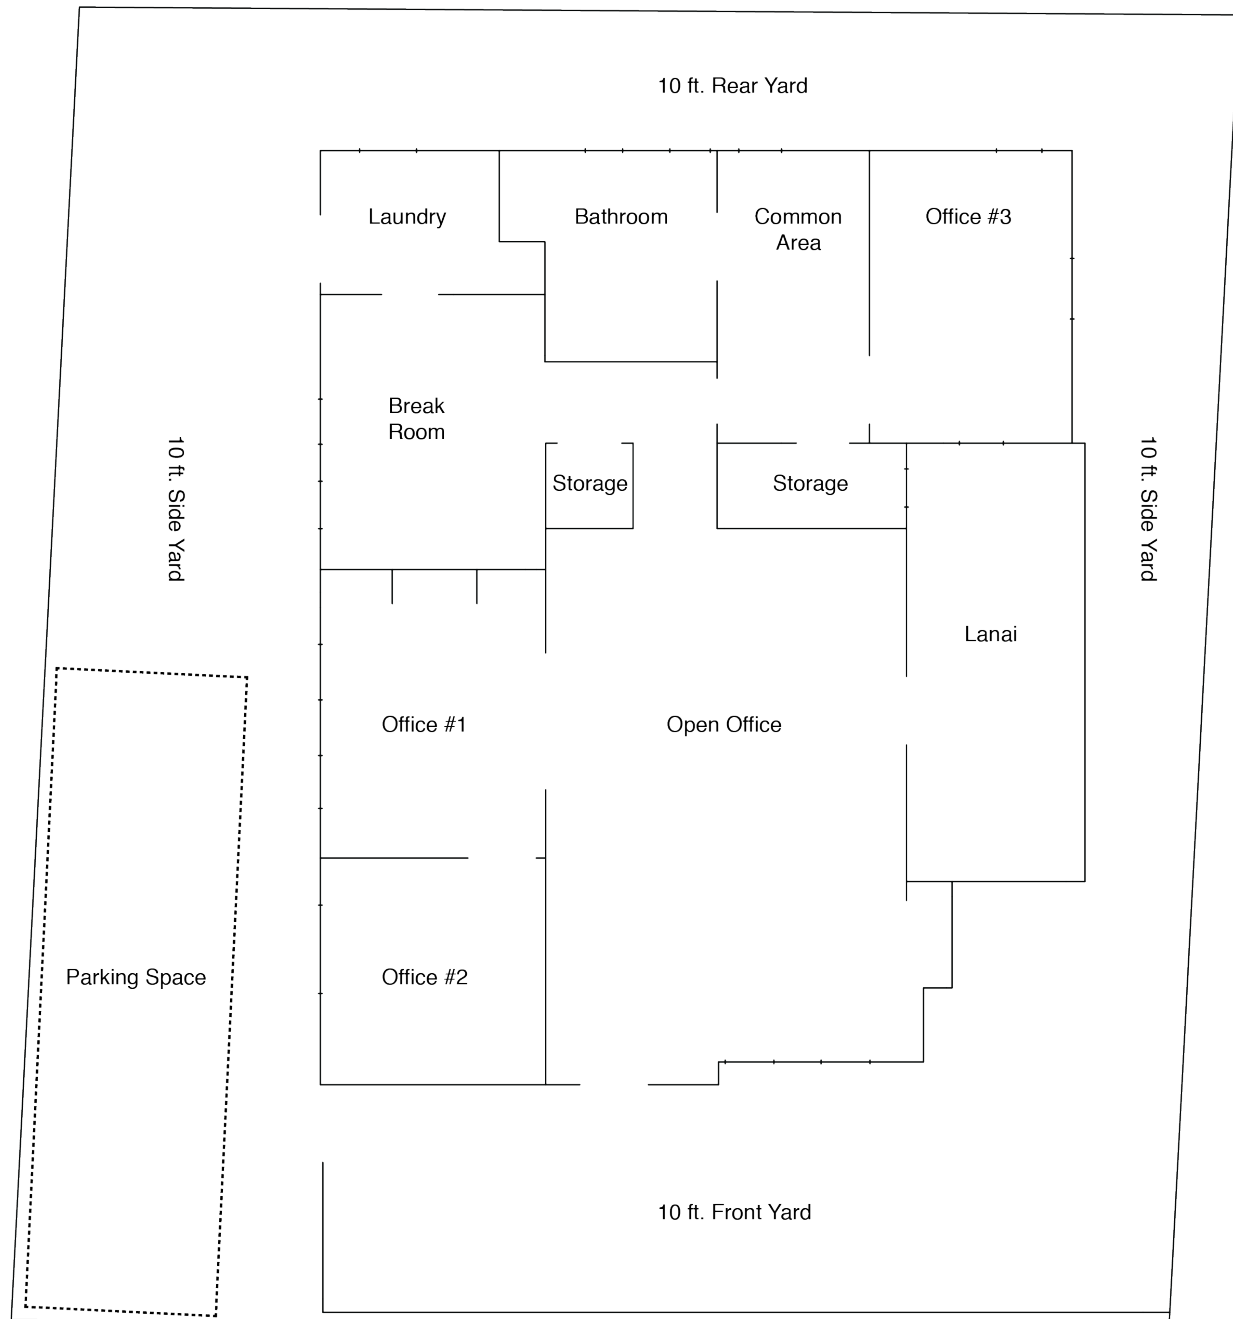 10 ft. Rear Yard
Laundry
Bathroom
Common
Area
Office #3
Break
Room
10 ft. Side Yard
Storage
Storage
10 ft. Side Yard
Lanai
Office #1
Open Office
Parking Space
Office #2
10 ft. Front Yard